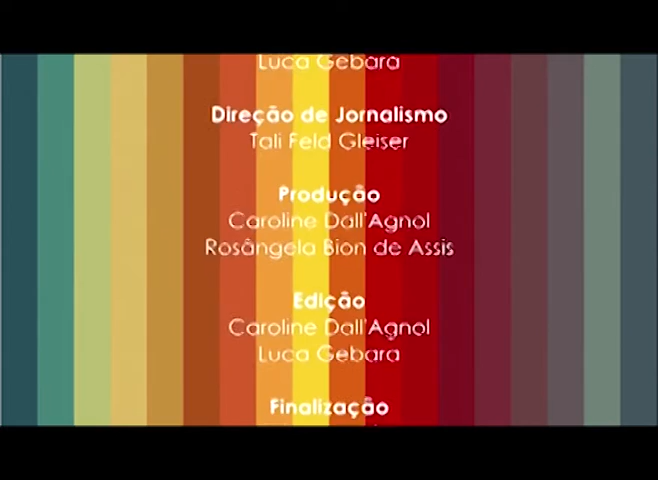 Luca Gebara
Direção de Jornalismo
Tali Feld Gleiser
Produção
Caroline Dall'Agnol
Rosângela Bion de Assis
Edição
Caroline Dall'Agnol
Luca Gebara
Finalização